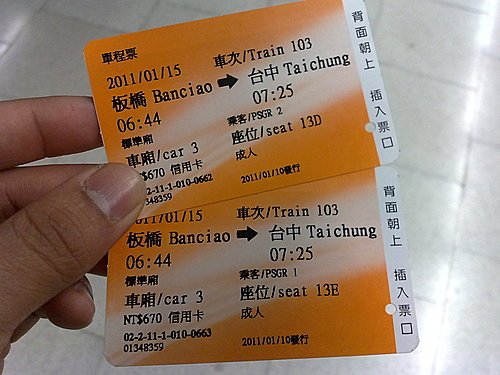 單程票
2011/01/15 車次/Train 103
板橋 Banciao ➡ 台中 Taichung
06:44 07:25
標準廂 乘客/PSGR 2
車廂/car 3 座位/seat 13D
$670 信用卡 成人
02-2-11-1-010-0662
348359 2011/01/10發行
背面朝上 插入票口
2011/01/15 車次/Train 103
板橋 Banciao ➡ 台中 Taichung
06:44 07:25
標準廂 乘客/PSGR 1
車廂/car 3 座位/seat 13E
NT$670 信用卡 成人
02-2-11-1-010-0663
01348359 2011/01/10發行
背面朝上 插入票口